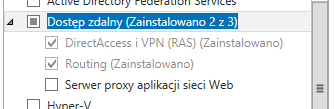 Active Directory Federation Services
Dostęp zdalny (Zainstalowano 2 z 3)
DirectAccess i VPN (RAS) (Zainstalowano)
Routing (Zainstalowano)
Serwer proxy aplikacji sieci Web
Hyper-V